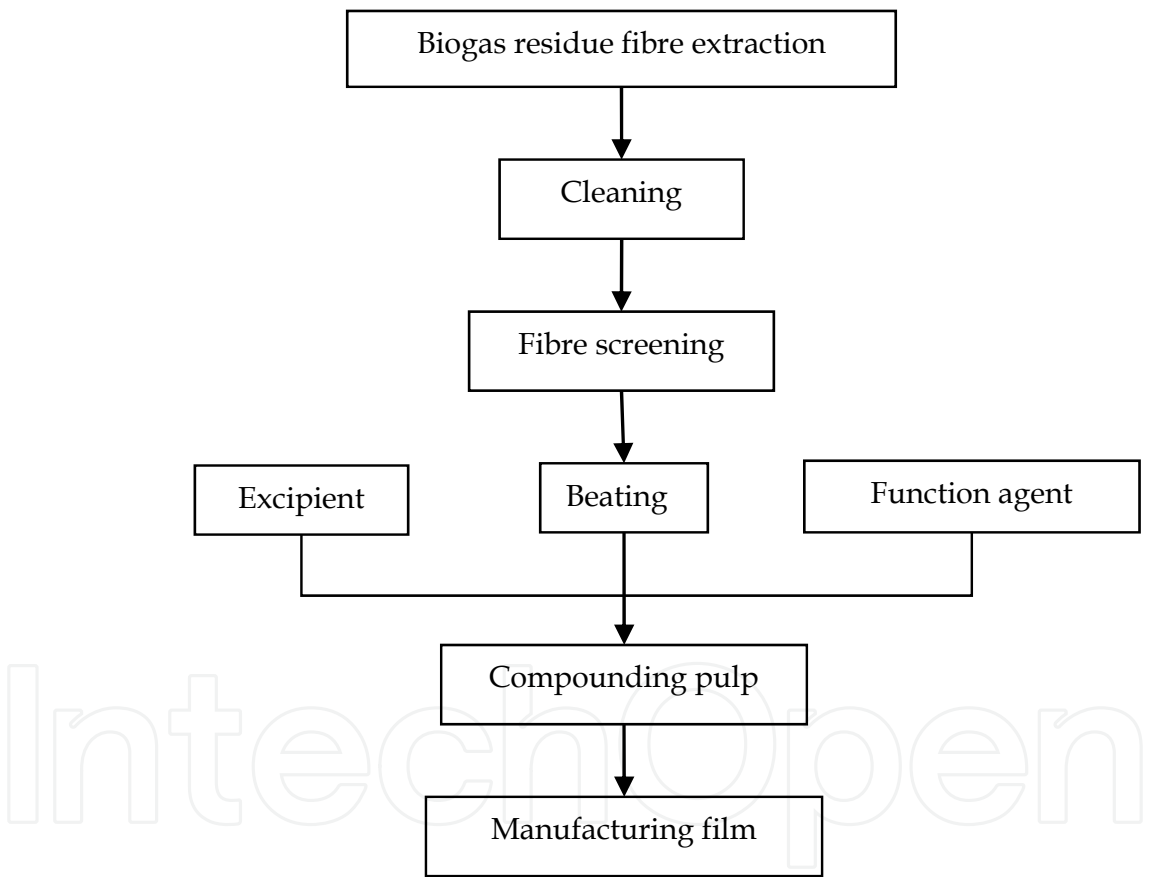 Biogas residue fibre extraction
Cleaning
Fibre screening
Excipient
Beating
Function agent
Compounding pulp
IntechOpen
Manufacturing film